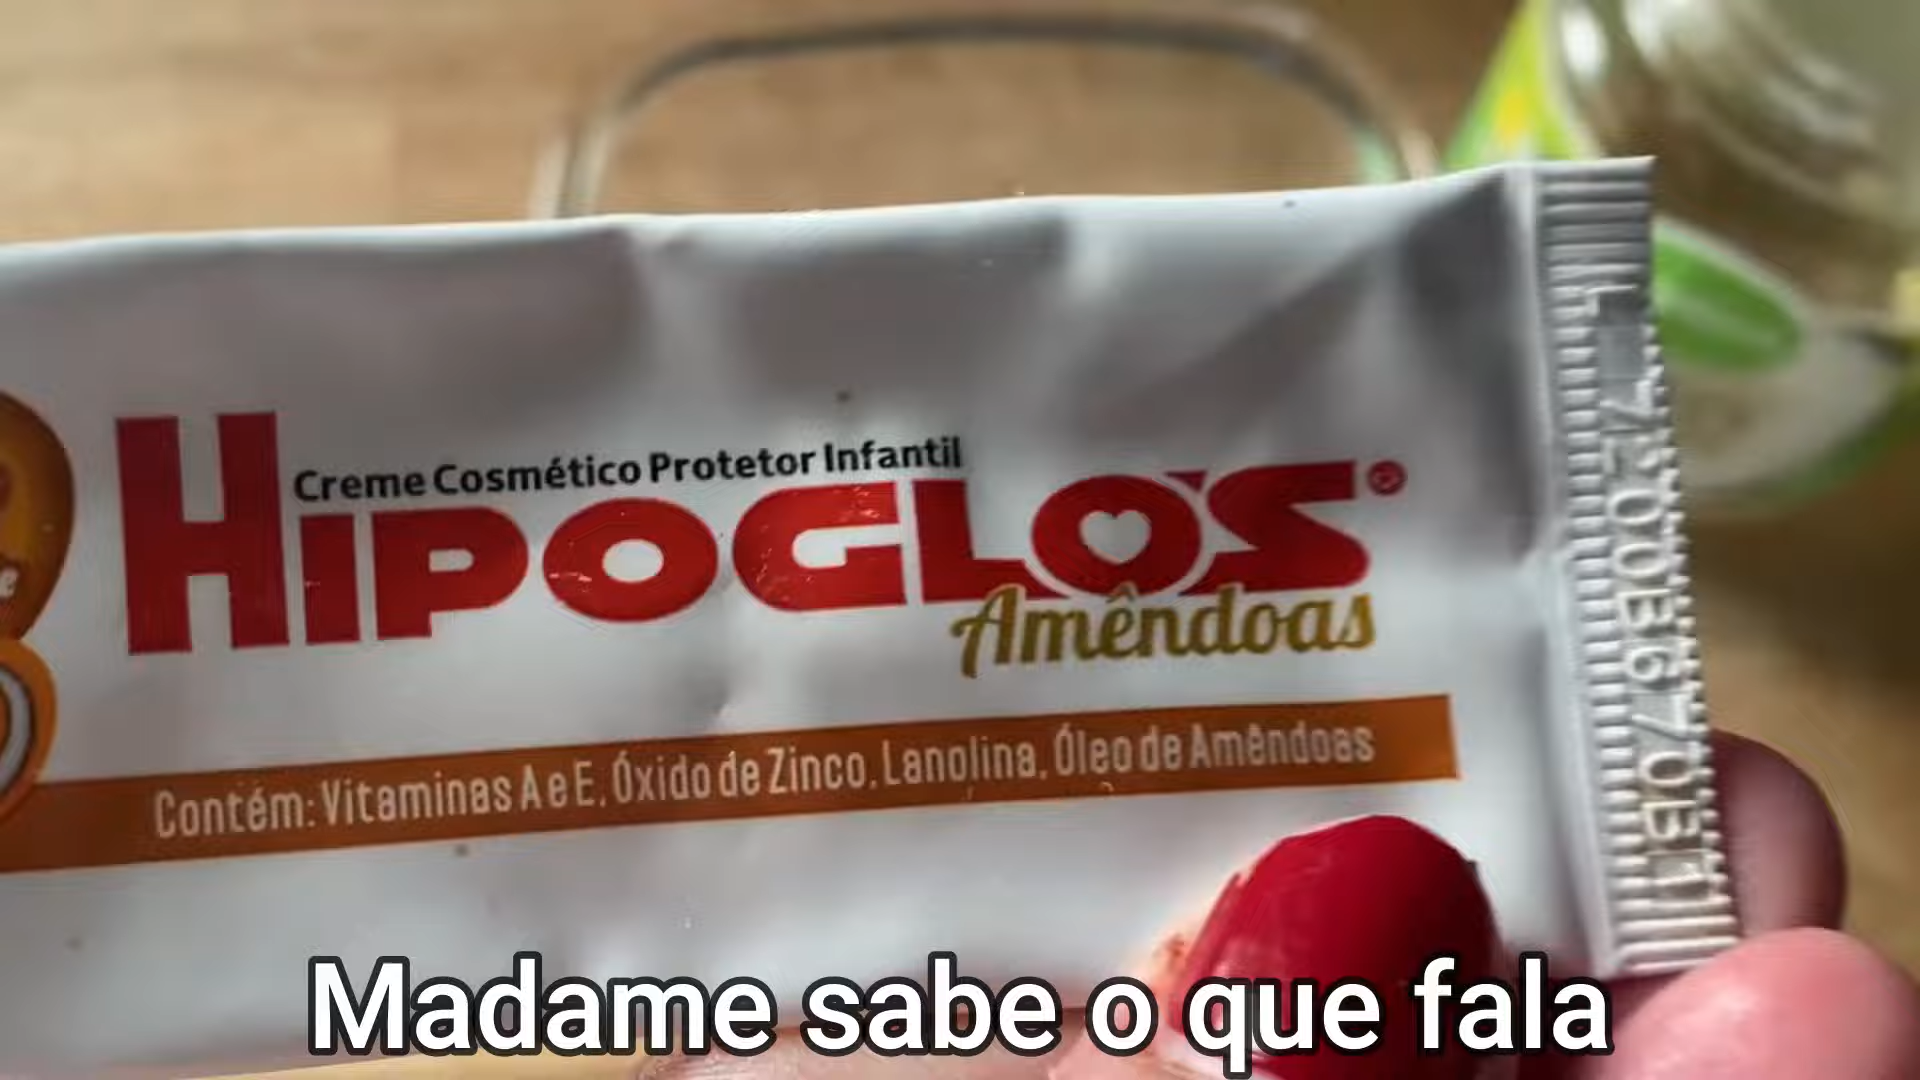 Creme Cosmético Protetor Infantil
HIPOGLÓS®
Amêndoas
Contém: Vitaminas A e E, Óxido de Zinco, Lanolina, Óleo de Amêndoas
Madame sabe o que fala